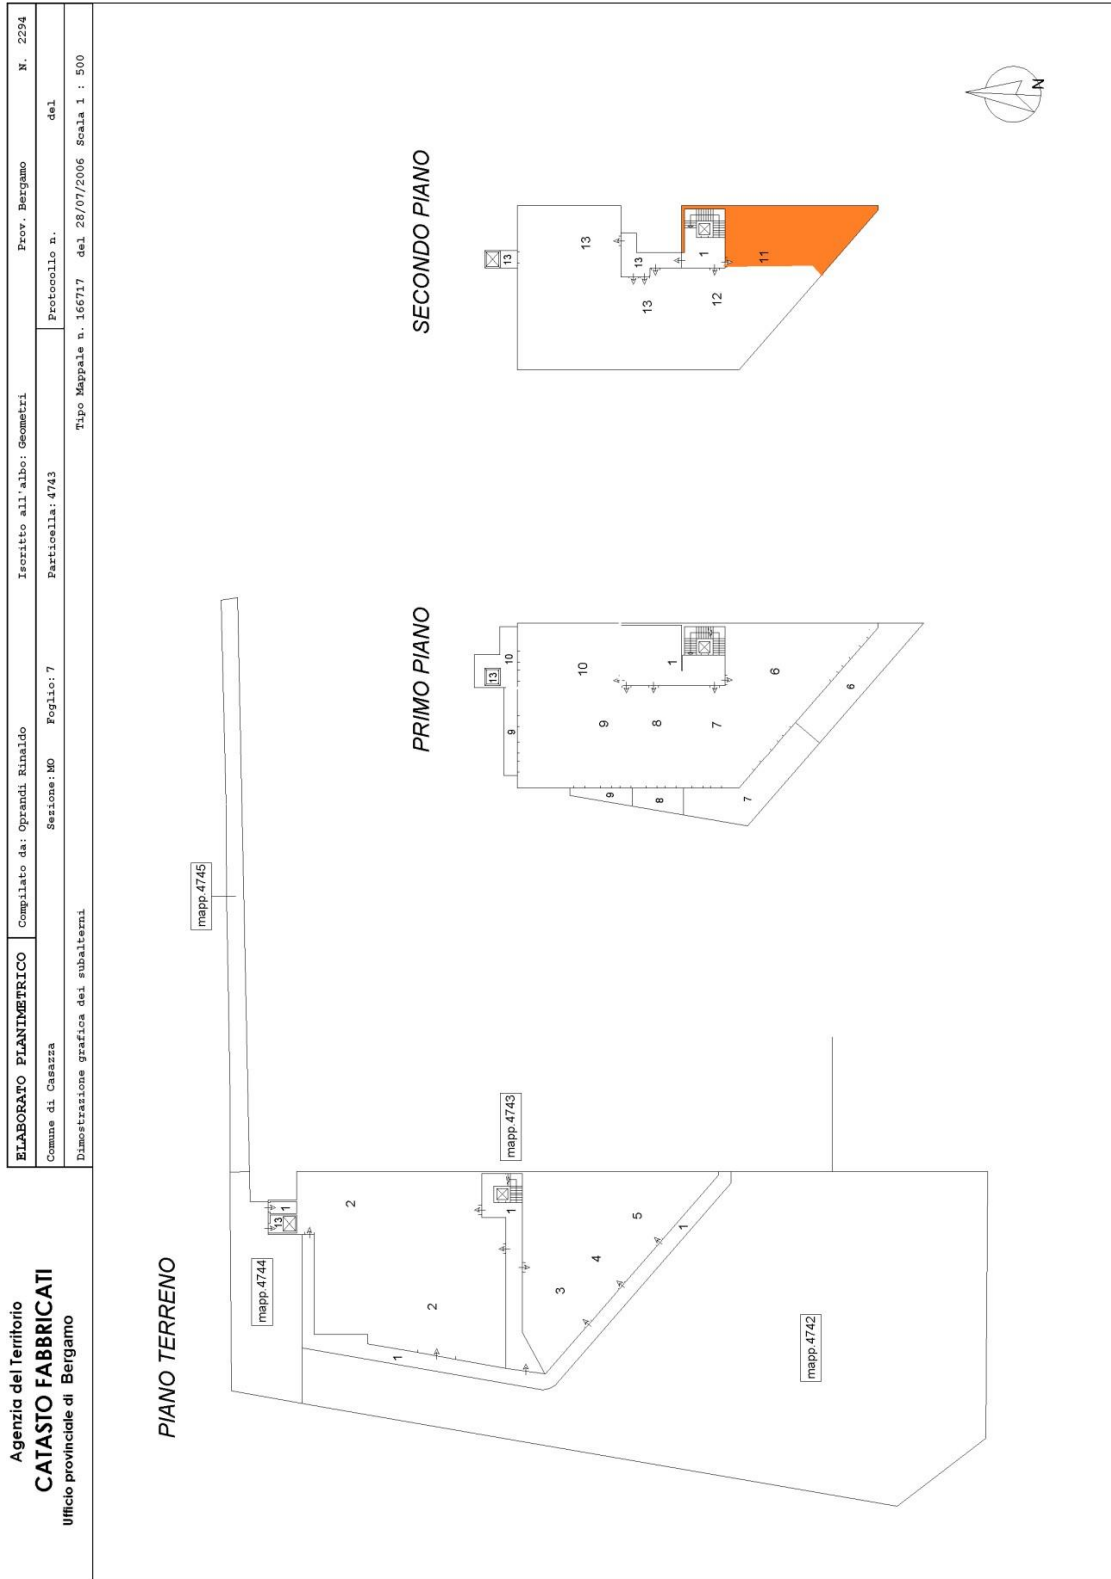 Agenzia del Territorio
CATASTO FABBRICATI
Ufficio provinciale di Bergamo
ELABORATO PLANIMETRICO
Compilato da: Oprandi Rinaldo
Iscritto all'albo: Geometri
Prov. Bergamo
N. 2294
Comune di Casazza
Sezione: MO Foglio: 7
Particella: 4743
Protocollo n. del
Dimostrazione grafica dei subalterni
Tipo Mappale n. 166717 del 28/07/2006 Scala 1 : 500
PIANO TERRENO
mapp.4745
mapp.4744
13
1
2
2
1
1
mapp.4743
3
4
5
1
mapp.4742
PRIMO PIANO
13
10
9
10
1
9
8
7
6
9
8
7
6
SECONDO PIANO
13
13
13
13
1
12
11
N